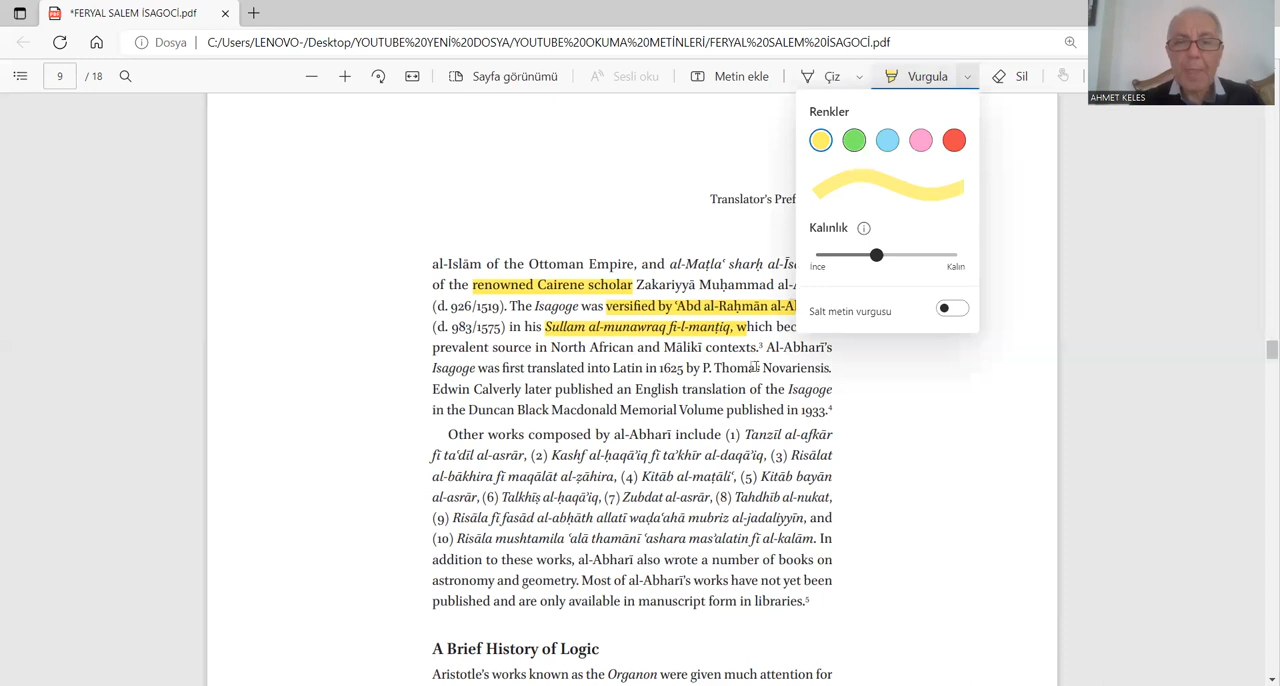 *FERYAL SALEM İSAGOCİ.pdf
Dosya C:/Users/LENOVO-/Desktop/YOUTUBE%20YENİ%20DOSYA/YOUTUBE%20OKUMA%20METİNLERİ/FERYAL%20SALEM%20İSAGOCİ.pdf
9 / 18 Sayfa görünümü Sesli oku Metin ekle Çiz Vurgula Sil
AHMET KELES
Renkler
Kalınlık
İnce Kalın
Salt metin vurgusu
Translator's Pref
al-Islām of the Ottoman Empire, and al-Maṭlaʿ sharḥ al-Īsa
of the renowned Cairene scholar Zakariyyā Muḥammad al-A
(d. 926/1519). The Isagoge was versified by ʿAbd al-Raḥmān al-A
(d. 983/1575) in his Sullam al-munawraq fi-l-manṭiq, which bec
prevalent source in North African and Mālikī contexts.³ Al-Abharī's
Isagoge was first translated into Latin in 1625 by P. Thomas Novariensis.
Edwin Calverly later published an English translation of the Isagoge
in the Duncan Black Macdonald Memorial Volume published in 1933.⁴
Other works composed by al-Abharī include (1) Tanzīl al-afkār
fī taʿdīl al-asrār, (2) Kashf al-ḥaqāʾiq fī taʾkhīr al-daqāʾiq, (3) Risālat
al-bākhira fī maqālāt al-ẓāhira, (4) Kitāb al-maṭāliʿ, (5) Kitāb bayān
al-asrār, (6) Talkhīṣ al-ḥaqāʾiq, (7) Zubdat al-asrār, (8) Tahdhīb al-nukat,
(9) Risāla fī fasād al-abḥāth allatī waḍaʿahā mubriz al-jadaliyyīn, and
(10) Risāla mushtamila ʿalā thamānī ʿashara masʾalatin fī al-kalām. In
addition to these works, al-Abharī also wrote a number of books on
astronomy and geometry. Most of al-Abharī's works have not yet been
published and are only available in manuscript form in libraries.⁵
A Brief History of Logic
Aristotle's works known as the Organon were given much attention for